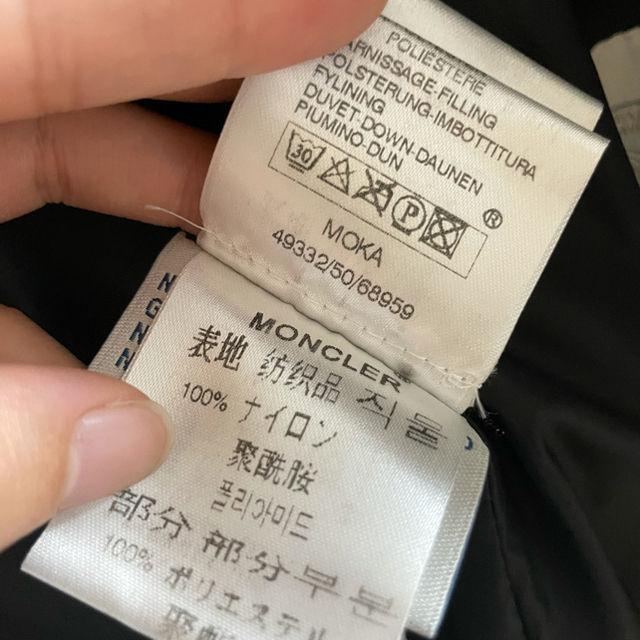 POLIESTERE
GARNISSAGE-FILLING
POLSTERUNG-IMBOTTITURA
FYLINING
DUVET-DOWN-DAUNEN
PIUMINO-DUN
30 P ®
MOKA
49332/50/68959
MONCLER
表地 纺织品 직물
100% ナイロン
聚酰胺
폴리아미드
部分 部分 부분
100% ポリエステル